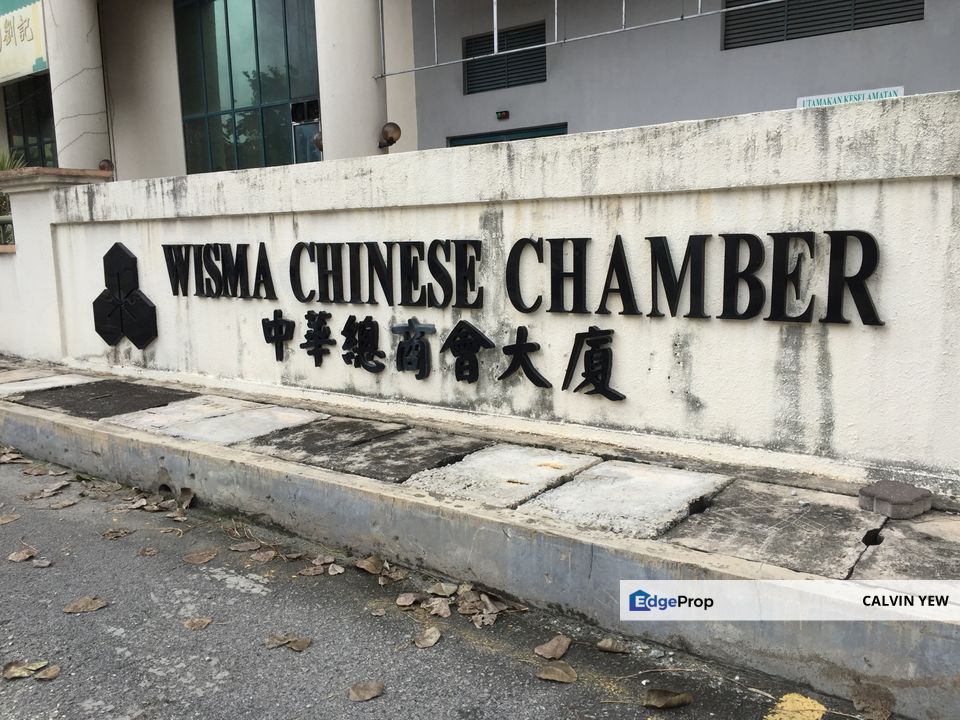 UTAMAKAN KESELAMATAN
WISMA CHINESE CHAMBER
中華總商會大廈
EdgeProp
CALVIN YEW